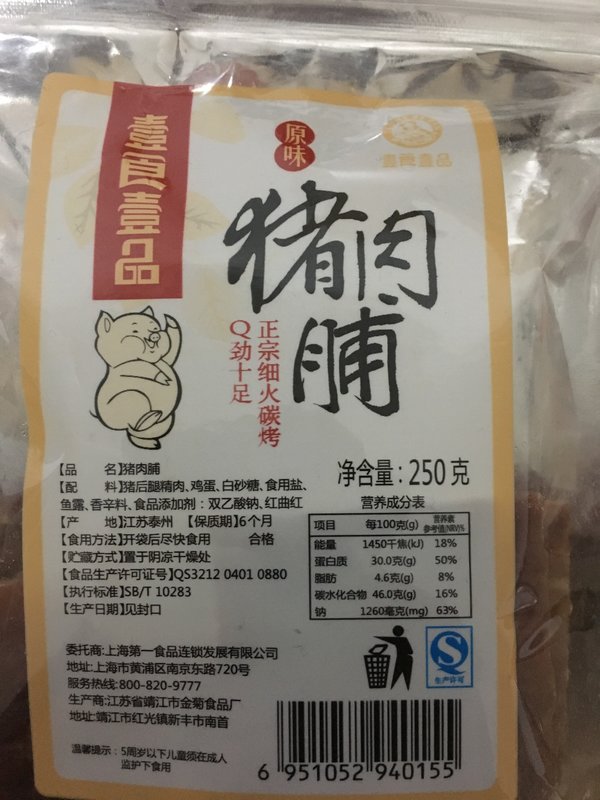 壹食壹品
原味
壹食壹品
猪肉
脯
正宗细火碳烤
Q劲十足
【品 名】猪肉脯
【配 料】猪后腿精肉、鸡蛋、白砂糖、食用盐、
鱼露、香辛料、食品添加剂：双乙酸钠、红曲红
【产 地】江苏泰州 【保质期】6个月
【食用方法】开袋后尽快食用 合格
【贮藏方式】置于阴凉干燥处
【食品生产许可证号】QS3212 0401 0880
【执行标准】SB/T 10283
【生产日期】见封口
净含量：250克
营养成分表
项目 每100克(g) 营养素参考值(NRV)%
能量 1450千焦(kJ) 18%
蛋白质 30.0克(g) 50%
脂肪 4.6克(g) 8%
碳水化合物 46.0克(g) 16%
钠 1260毫克(mg) 63%
委托商:上海第一食品连锁发展有限公司
地址:上海市黄浦区南京东路720号
服务热线:800-820-9777
生产商:江苏省靖江市金菊食品厂
地址:靖江市红光镇新丰市南首
温馨提示：5周岁以下儿童须在成人
监护下食用
生产许可
6 951052 940155